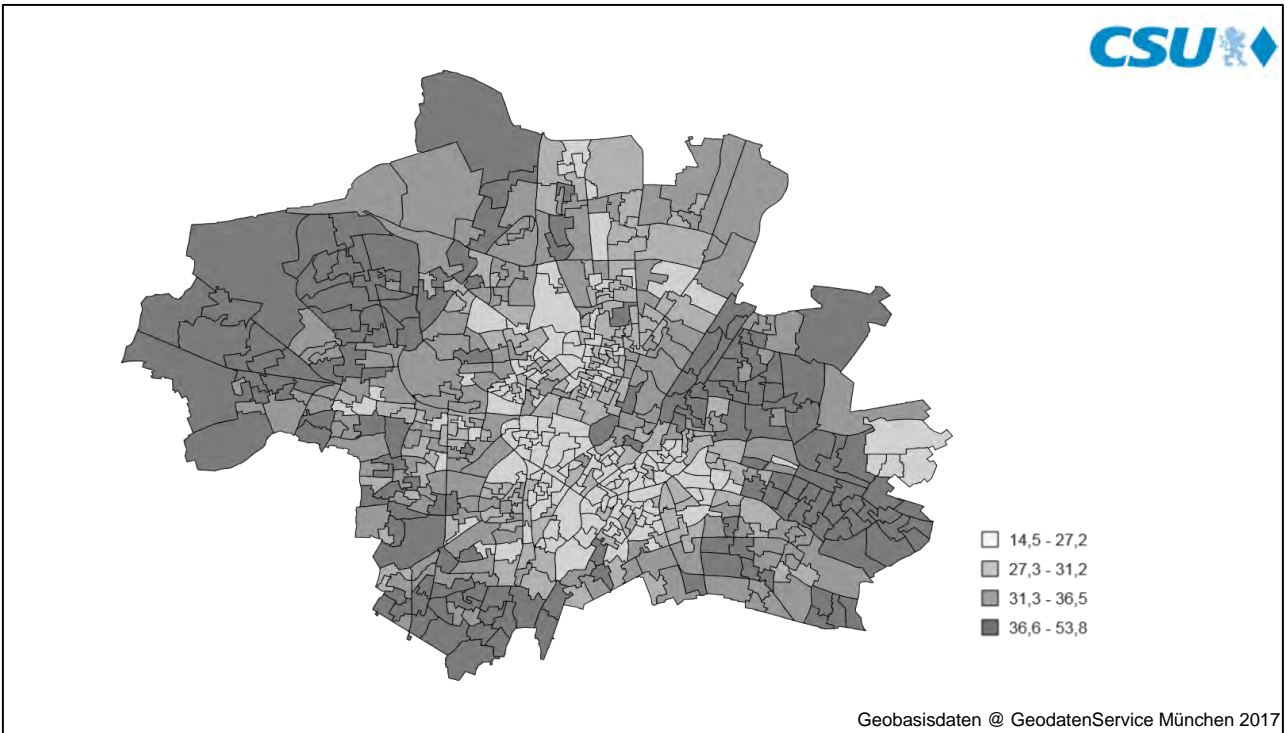 CSU
14,5 - 27,2
27,3 - 31,2
31,3 - 36,5
36,6 - 53,8
Geobasisdaten @ GeodatenService München 2017